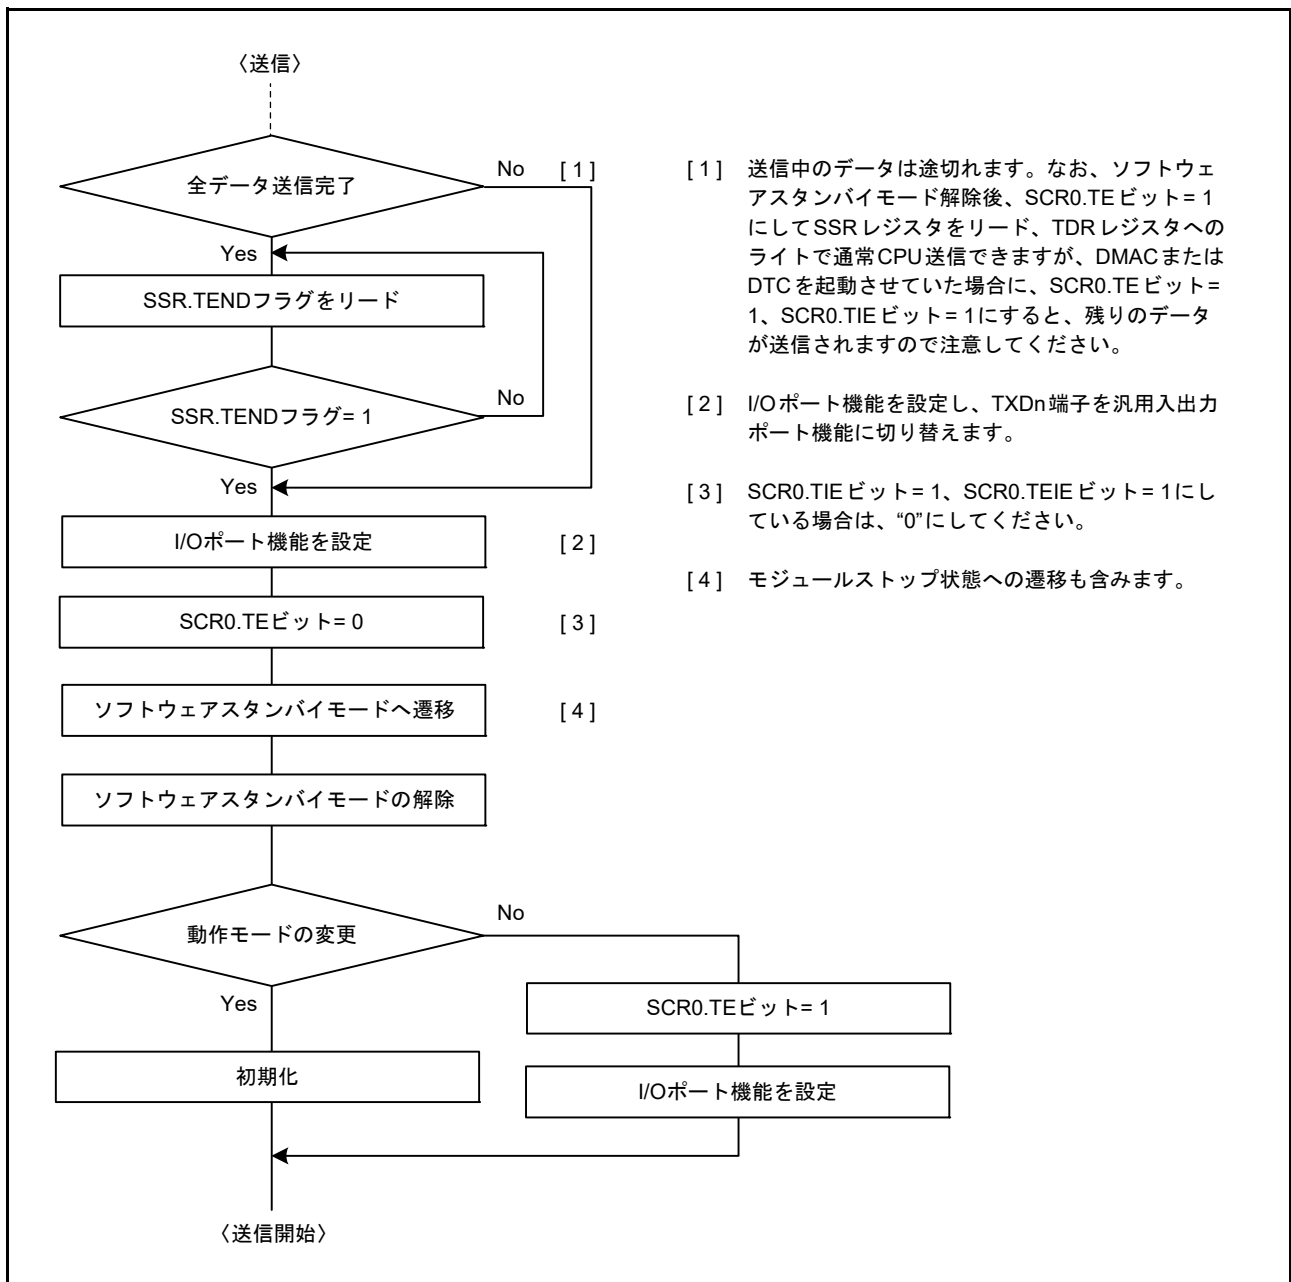 〈送信〉
全データ送信完了
No [ 1 ]
Yes
SSR.TENDフラグをリード
SSR.TENDフラグ= 1
No
Yes
I/Oポート機能を設定
[ 2 ]
SCR0.TEビット= 0
[ 3 ]
ソフトウェアスタンバイモードへ遷移
[ 4 ]
ソフトウェアスタンバイモードの解除
動作モードの変更
No
Yes
SCR0.TEビット= 1
初期化
I/Oポート機能を設定
〈送信開始〉
[ 1 ] 送信中のデータは途切れます。なお、ソフトウェ
アスタンバイモード解除後、SCR0.TEビット= 1
にしてSSRレジスタをリード、TDRレジスタへの
ライトで通常CPU送信できますが、DMACまたは
DTCを起動させていた場合に、SCR0.TEビット=
1、SCR0.TIEビット= 1にすると、残りのデータ
が送信されますので注意してください。
[ 2 ] I/Oポート機能を設定し、TXDn端子を汎用入出力
ポート機能に切り替えます。
[ 3 ] SCR0.TIEビット= 1、SCR0.TEIEビット= 1にし
ている場合は、“0”にしてください。
[ 4 ] モジュールストップ状態への遷移も含みます。